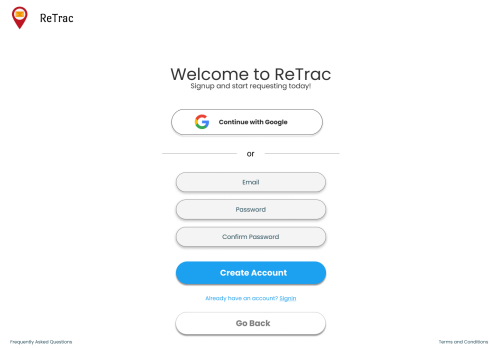 ReTrac
Welcome to ReTrac
Signup and start requesting today!
Continue with Google
or
Email
Password
Confirm Password
Create Account
Already have an account? Signin
Go Back
Frequently Asked Questions
Terms and Conditions